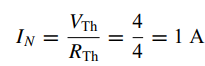 I_N = V_Th / R_Th = 4 / 4 = 1 A